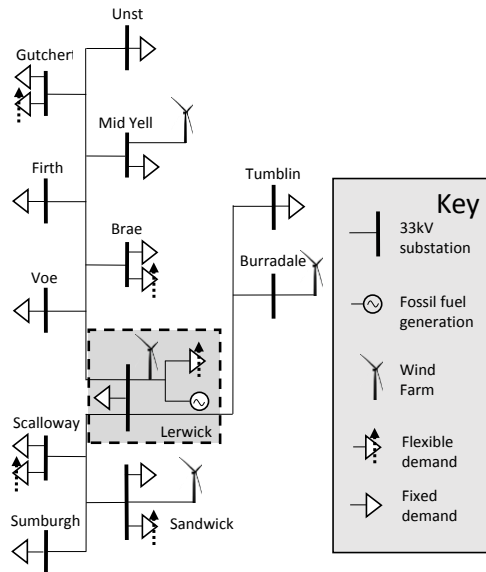 Unst
Gutcher
Mid Yell
Firth
Tumblin
Brae
Burradale
Voe
Lerwick
Scalloway
Sandwick
Sumburgh
Key
33kV
substation
Fossil fuel
generation
Wind
Farm
Flexible
demand
Fixed
demand